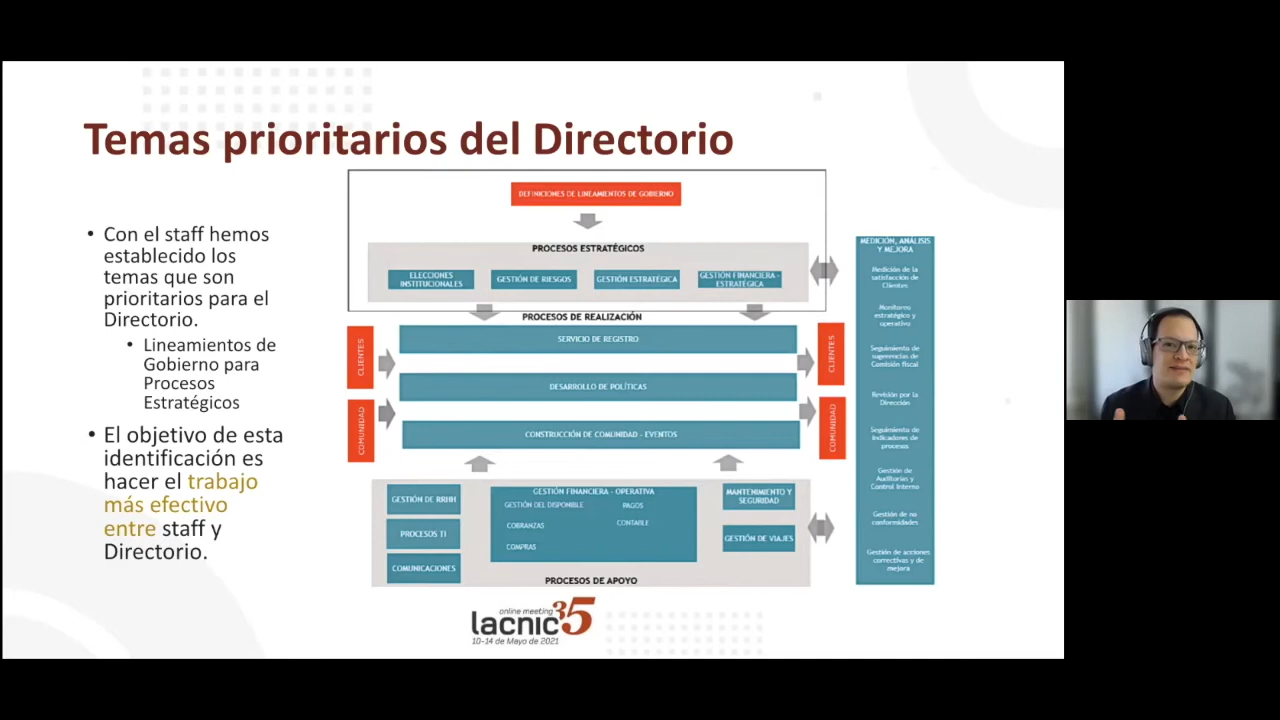 Temas prioritarios del Directorio
• Con el staff hemos
establecido los
temas que son
prioritarios para el
Directorio.
• Lineamientos de
Gobierno para
Procesos
Estratégicos
• El objetivo de esta
identificación es
hacer el trabajo
más efectivo
entre staff y
Directorio.
DEFINICIONES DE LINEAMIENTOS DE GOBIERNO
PROCESOS ESTRATÉGICOS
ELECCIONES
INSTITUCIONALES
GESTIÓN DE RIESGOS
GESTIÓN ESTRATÉGICA
GESTIÓN FINANCIERA -
ESTRATÉGICA
PROCESOS DE REALIZACIÓN
CLIENTES
COMUNIDAD
SERVICIO DE REGISTRO
DESARROLLO DE POLÍTICAS
CONSTRUCCIÓN DE COMUNIDAD - EVENTOS
CLIENTES
COMUNIDAD
GESTIÓN DE RRHH
PROCESOS TI
COMUNICACIONES
GESTIÓN FINANCIERA - OPERATIVA
GESTIÓN DEL DISPONIBLE
PAGOS
COBRANZAS
CONTABLE
COMPRAS
MANTENIMIENTO Y
SEGURIDAD
GESTIÓN DE VIAJES
PROCESOS DE APOYO
MEDICIÓN, ANÁLISIS
Y MEJORA
Medición de la
satisfacción de
Clientes
Monitoreo
estratégico y
operativo
Seguimiento de
sugerencias de
Comisión fiscal
Revisión por la
Dirección
Seguimiento de
indicadores de
procesos
Gestión de
Auditorías y
Control Interno
Gestión de no
conformidades
Gestión de acciones
correctivas y de
mejora
online meeting
lacnic 35
10-14 de Mayo de 2021